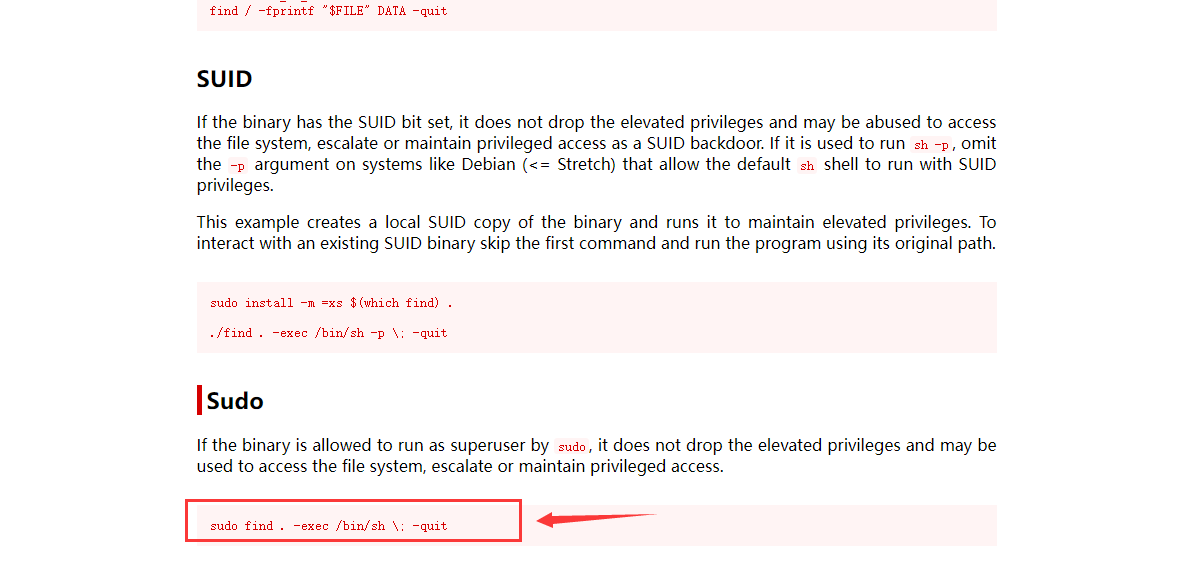 find / -fprintf "$FILE" DATA -quit
SUID
If the binary has the SUID bit set, it does not drop the elevated privileges and may be abused to access
the file system, escalate or maintain privileged access as a SUID backdoor. If it is used to run sh -p, omit
the -p argument on systems like Debian (<= Stretch) that allow the default sh shell to run with SUID
privileges.
This example creates a local SUID copy of the binary and runs it to maintain elevated privileges. To
interact with an existing SUID binary skip the first command and run the program using its original path.
sudo install -m =xs $(which find) .
./find . -exec /bin/sh -p \; -quit
Sudo
If the binary is allowed to run as superuser by sudo, it does not drop the elevated privileges and may be
used to access the file system, escalate or maintain privileged access.
sudo find . -exec /bin/sh \; -quit